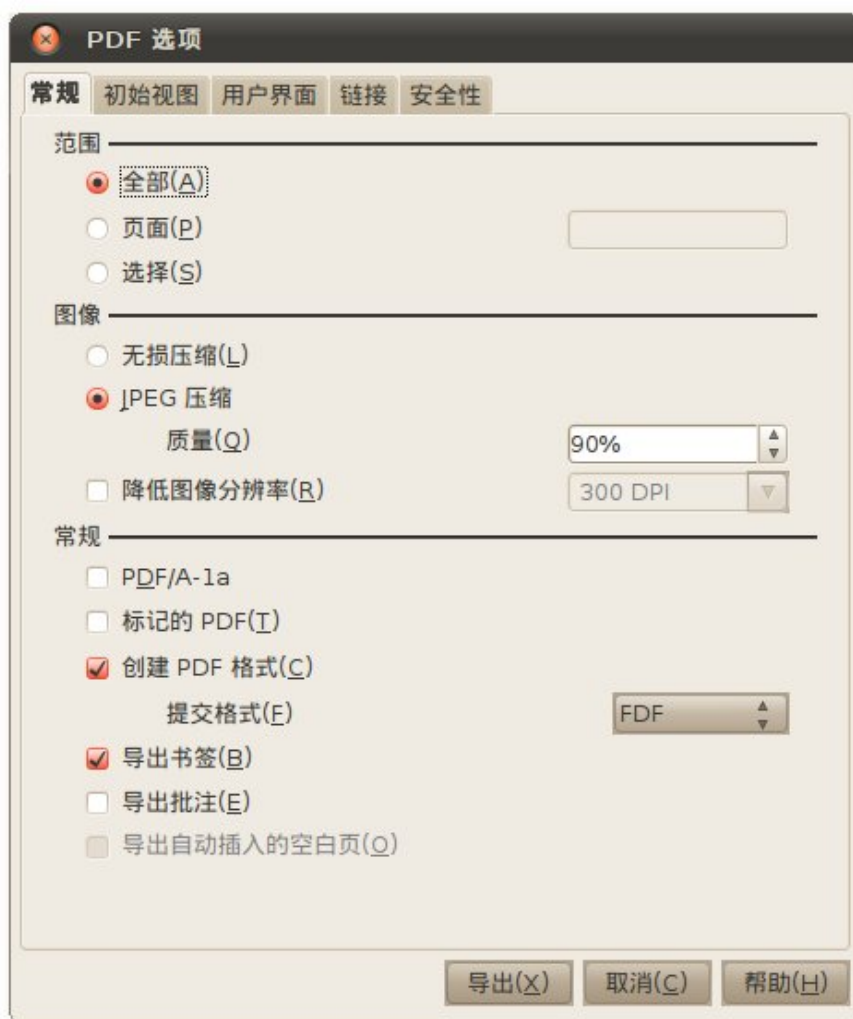 PDF 选项
常规 初始视图 用户界面 链接 安全性
范围
全部(A)
页面(P)
选择(S)
图像
无损压缩(L)
JPEG 压缩
质量(Q) 90%
降低图像分辨率(R) 300 DPI
常规
PDF/A-1a
标记的 PDF(T)
创建 PDF 格式(C)
提交格式(F) FDF
导出书签(B)
导出批注(E)
导出自动插入的空白页(O)
导出(X) 取消(C) 帮助(H)